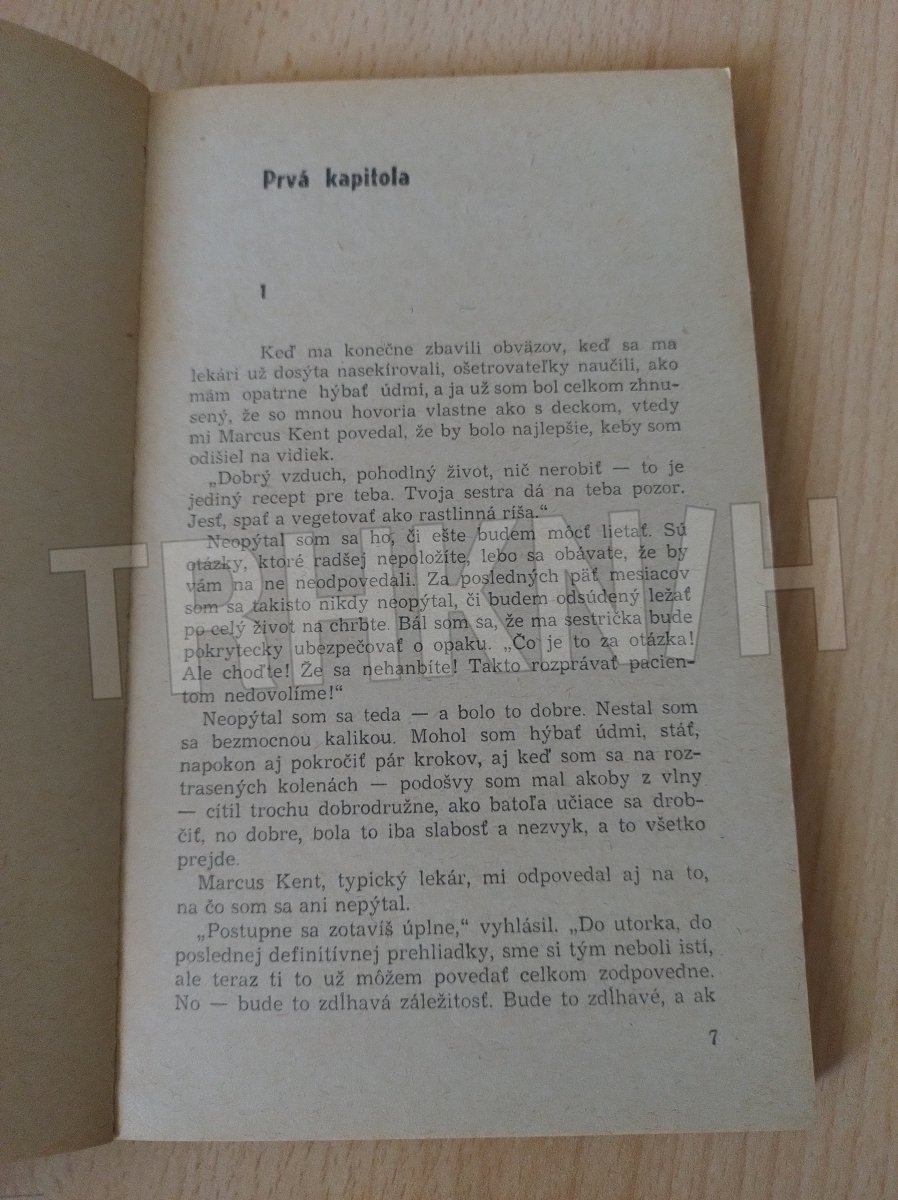 Prvá kapitola
1
Keď ma konečne zbavili obväzov, keď sa ma
lekári už dosýta nasekírovali, ošetrovateľky naučili, ako
mám opatrne hýbať údmi, a ja už som bol celkom zhnu-
sený, že so mnou hovoria vlastne ako s deckom, vtedy
mi Marcus Kent povedal, že by bolo najlepšie, keby som
odišiel na vidiek.
„Dobrý vzduch, pohodlný život, nič nerobiť — to je
jediný recept pre teba. Tvoja sestra dá na teba pozor.
Jesť, spať a vegetovať ako rastlinná ríša.“
Neopýtal som sa ho, či ešte budem môcť lietať. Sú
otázky, ktoré radšej nepoložíte, lebo sa obávate, že by
vám na ne neodpovedali. Za posledných päť mesiacov
som sa takisto nikdy neopýtal, či budem odsúdený ležať
po celý život na chrbte. Bál som sa, že ma sestrička bude
pokrytecky ubezpečovať o opaku. „Čo je to za otázka!
Ale choďte! Že sa nehanbíte! Takto rozprávať pacien-
tom nedovolíme!“
Neopýtal som sa teda — a bolo to dobre. Nestal som
sa bezmocnou kalikou. Mohol som hýbať údmi, stáť,
napokon aj pokročiť pár krokov, aj keď som sa na roz-
trasených kolenách — podošvy som mal akoby z vlny
— cítil trochu dobrodružne, ako batoľa učiace sa drob-
čiť, no dobre, bola to iba slabosť a nezvyk, a to všetko
prejde.
Marcus Kent, typický lekár, mi odpovedal aj na to,
na čo som sa ani nepýtal.
„Postupne sa zotavíš úplne,“ vyhlásil. „Do utorka, do
poslednej definitívnej prehliadky, sme si tým neboli istí,
ale teraz ti to už môžem povedať celkom zodpovedne.
No — bude to zdĺhavá záležitosť. Bude to zdĺhavé, a ak
7
TRHKNÍH